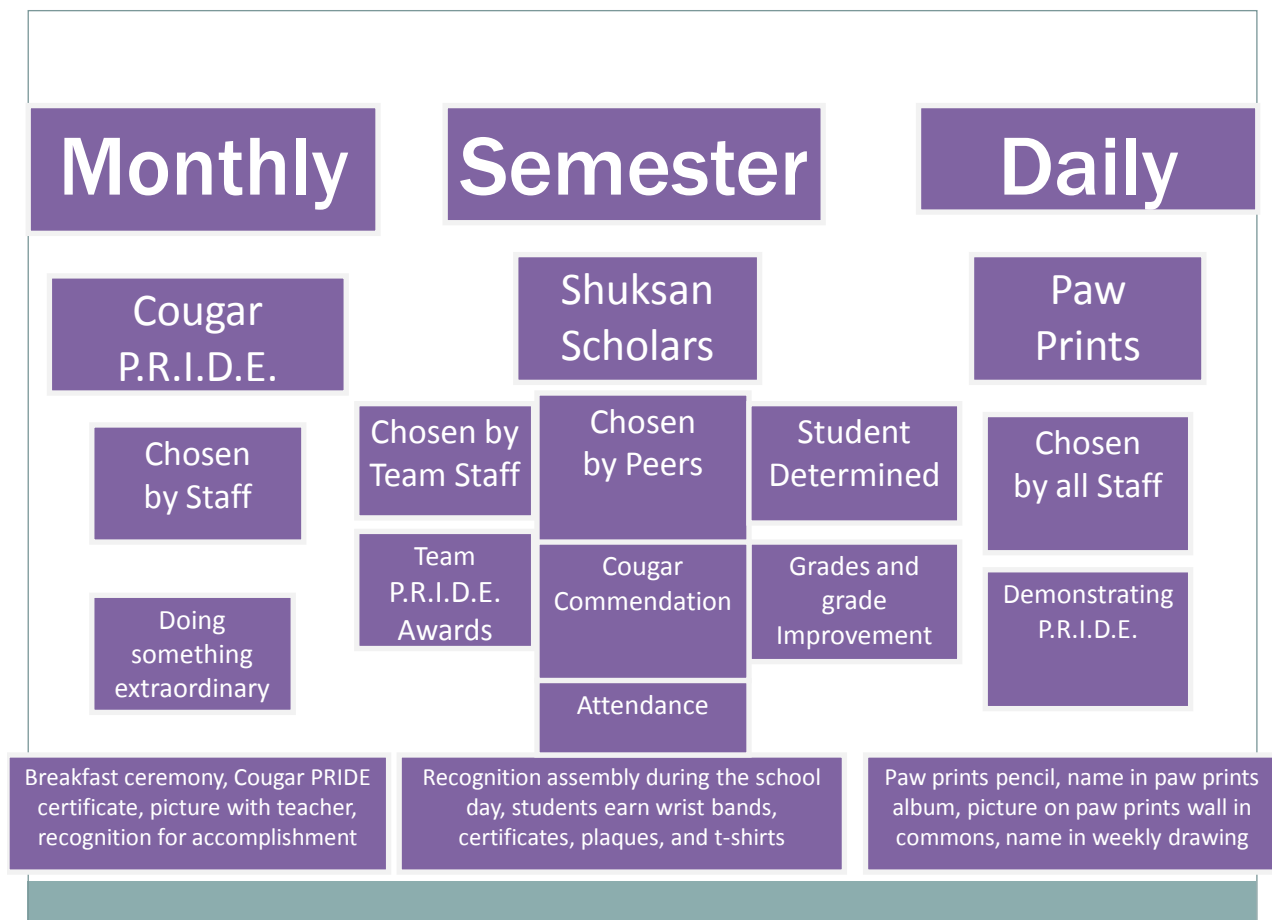 Monthly
Semester
Daily
Cougar
P.R.I.D.E.
Shuksan
Scholars
Paw
Prints
Chosen
by Staff
Chosen by
Team Staff
Chosen
by Peers
Student
Determined
Chosen
by all Staff
Doing
something
extraordinary
Team
P.R.I.D.E.
Awards
Cougar
Commendation
Grades and
grade
Improvement
Demonstrating
P.R.I.D.E.
Attendance
Breakfast ceremony, Cougar PRIDE
certificate, picture with teacher,
recognition for accomplishment
Recognition assembly during the school
day, students earn wrist bands,
certificates, plaques, and t-shirts
Paw prints pencil, name in paw prints
album, picture on paw prints wall in
commons, name in weekly drawing